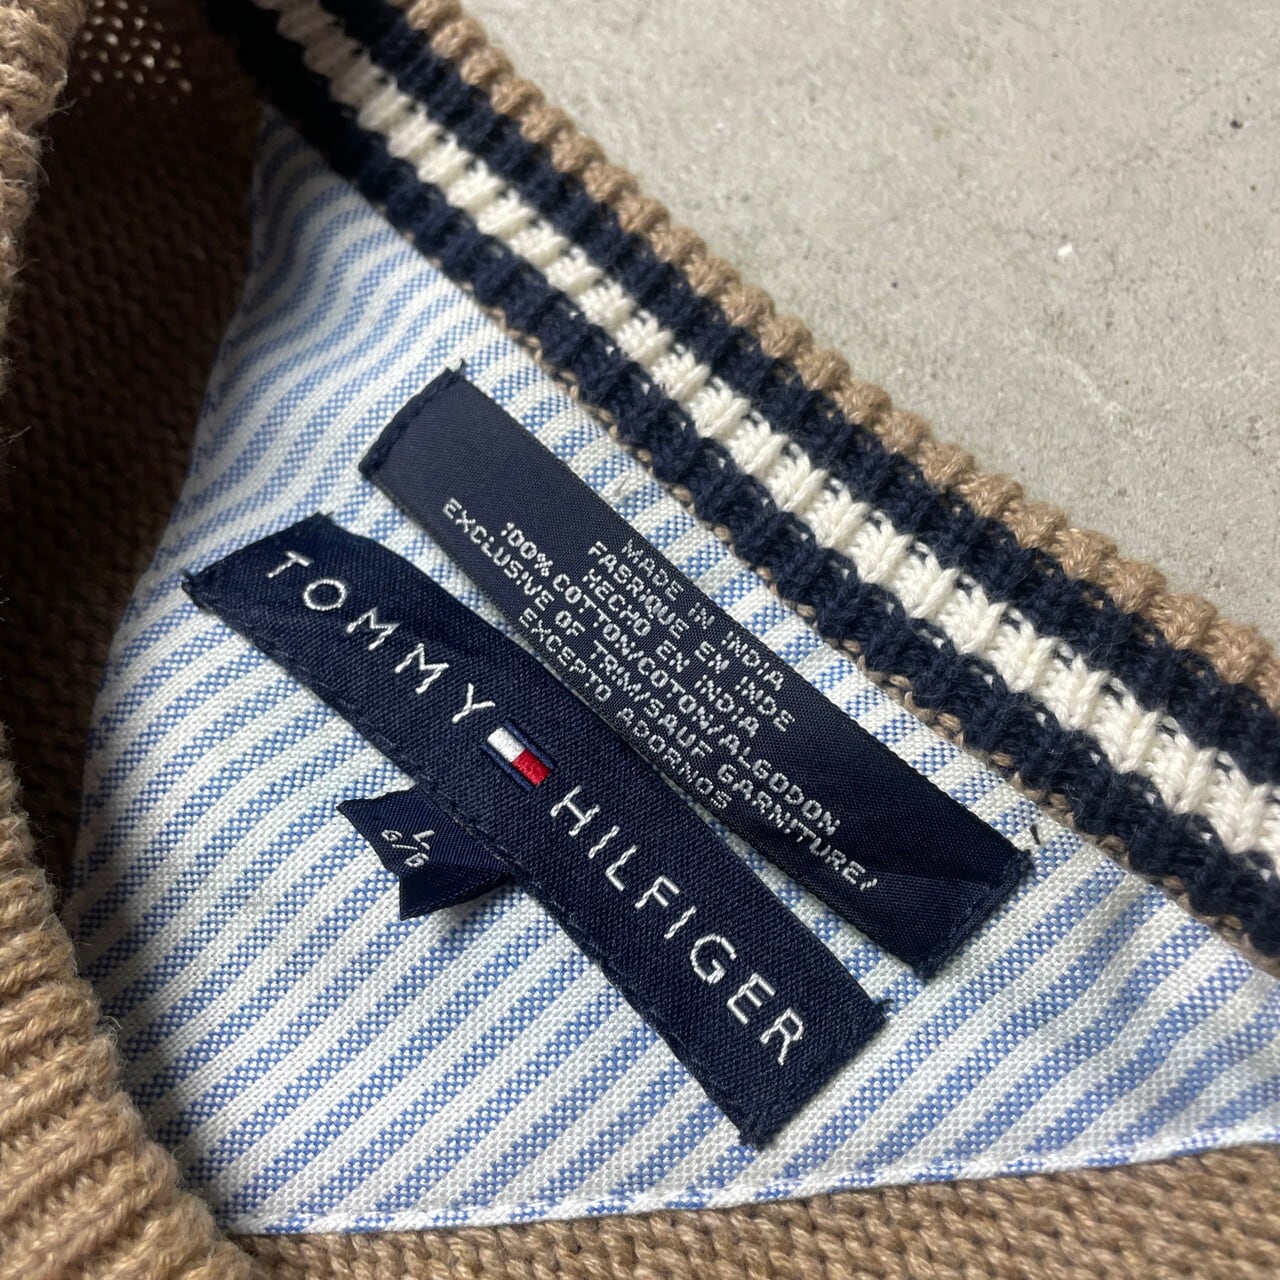 MADE IN INDIA
FABRIQUE EN INDE
HECHO EN INDIA
100% COTTON/COTON/ALGODON
EXCLUSIVE OF TRIM/SAUF GARNITURE/
EXCEPTO ADORNOS
TOMMY HILFIGER
L
G/G